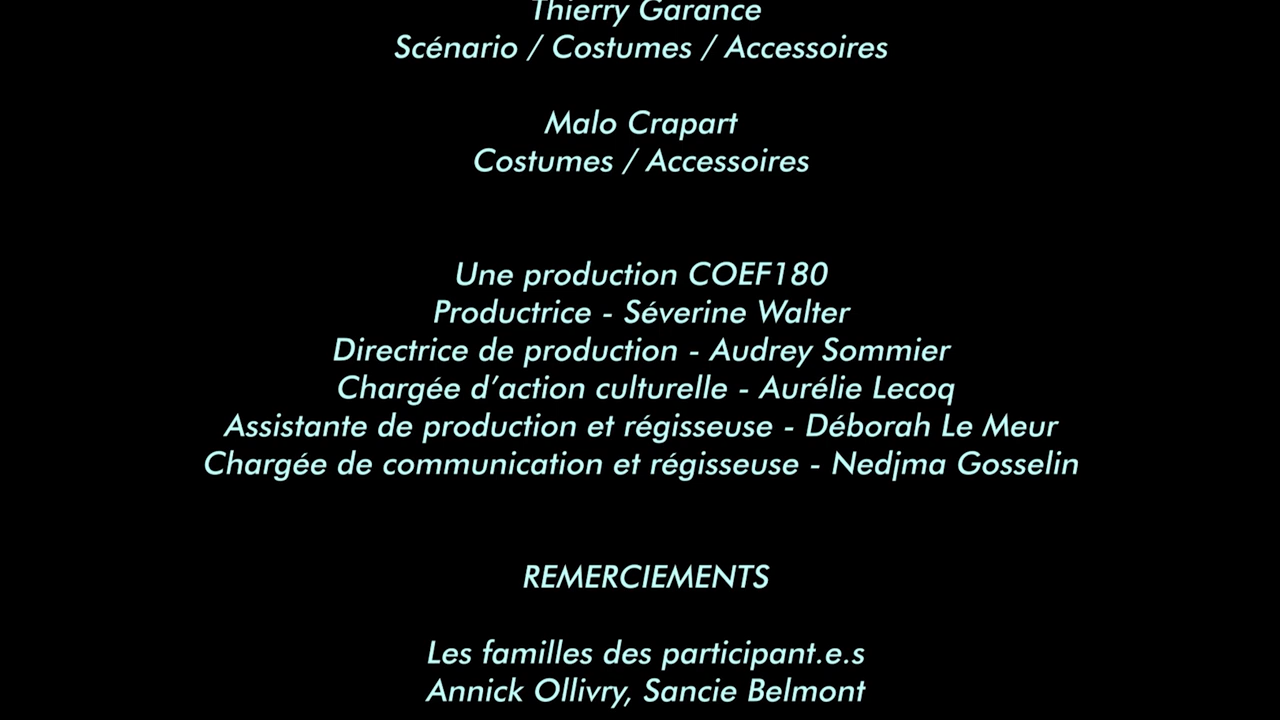 Thierry Garance
Scénario / Costumes / Accessoires
Malo Crapart
Costumes / Accessoires
Une production COEF180
Productrice - Séverine Walter
Directrice de production - Audrey Sommier
Chargée d’action culturelle - Aurélie Lecoq
Assistante de production et régisseuse - Déborah Le Meur
Chargée de communication et régisseuse - Nedjma Gosselin
REMERCIEMENTS
Les familles des participant.e.s
Annick Ollivry, Sancie Belmont